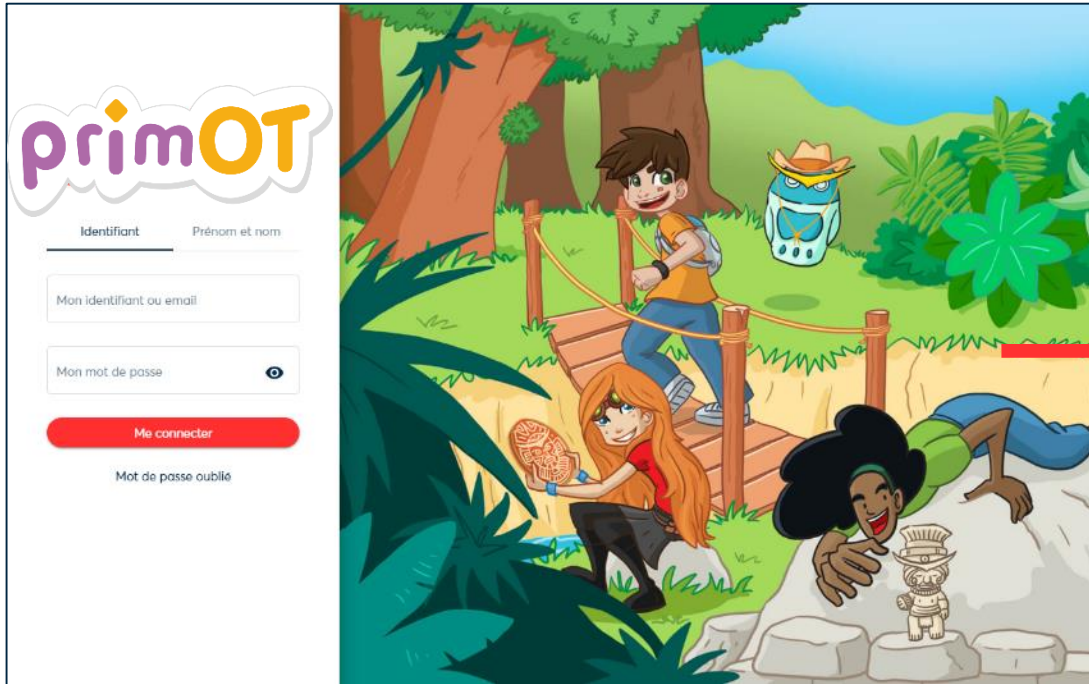 primOT
Identifiant Prénom et nom
Mon identifiant ou email
Mon mot de passe
Me connecter
Mot de passe oublié